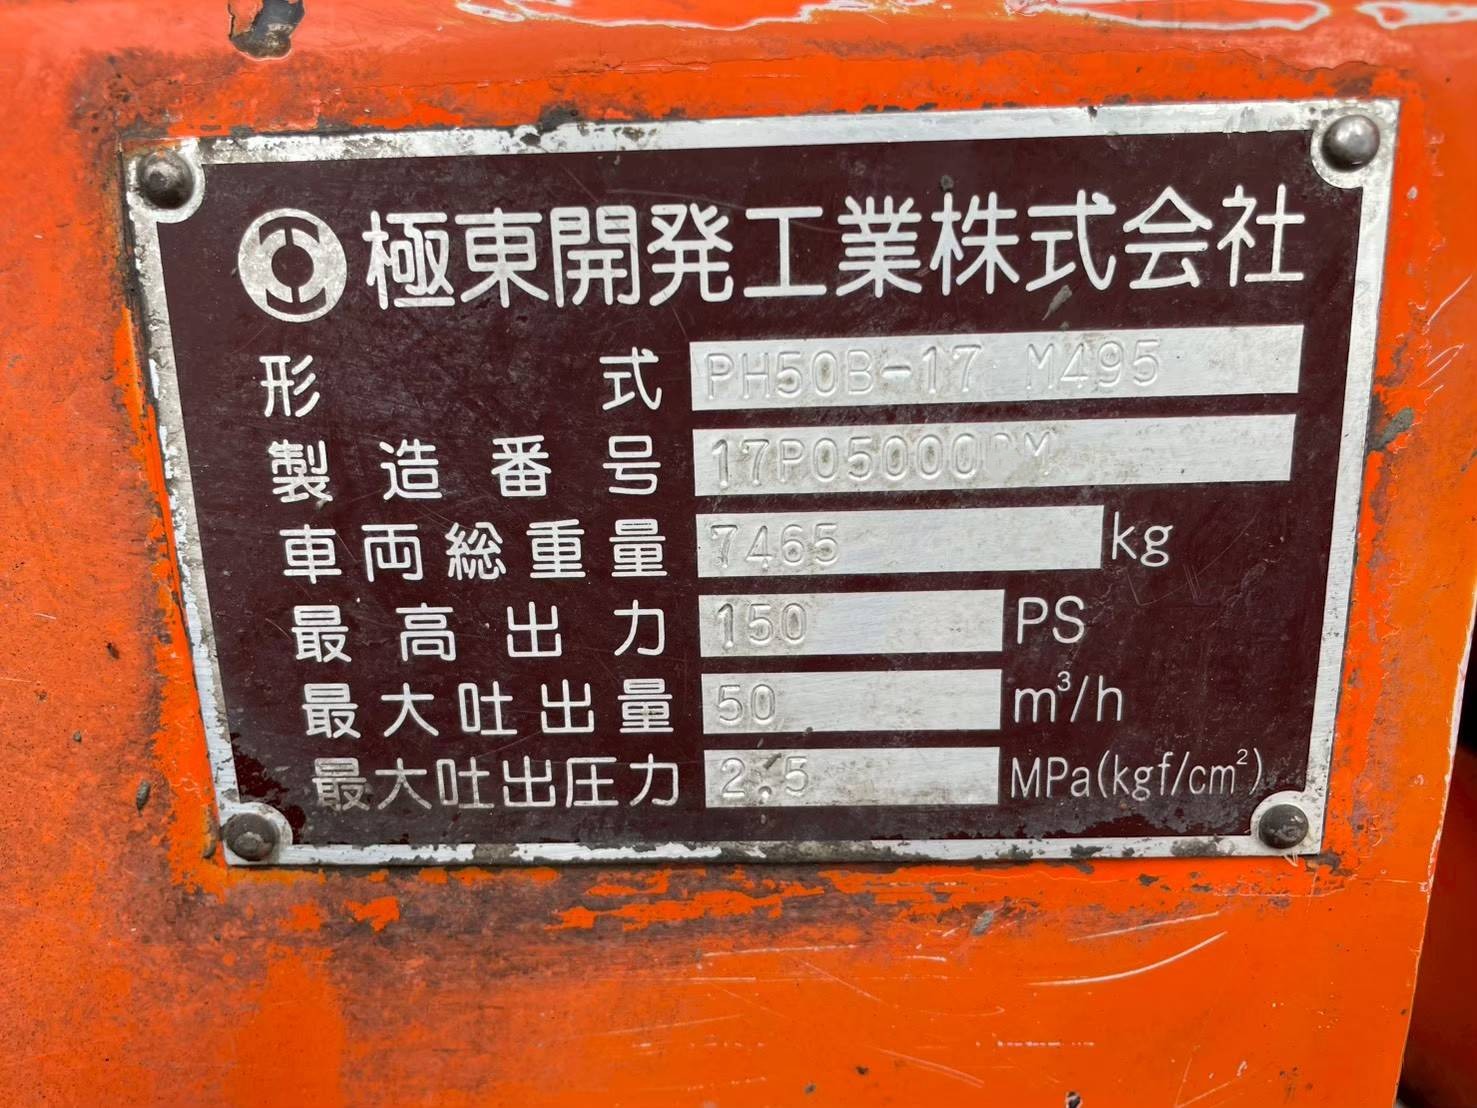 極東開発工業株式会社
形式 PH50B-17 M495
製造番号
車両総重量 7465 kg
最高出力 150 PS
最大吐出量 50 m³/h
最大吐出圧力 2.5 MPa(kgf/cm²)